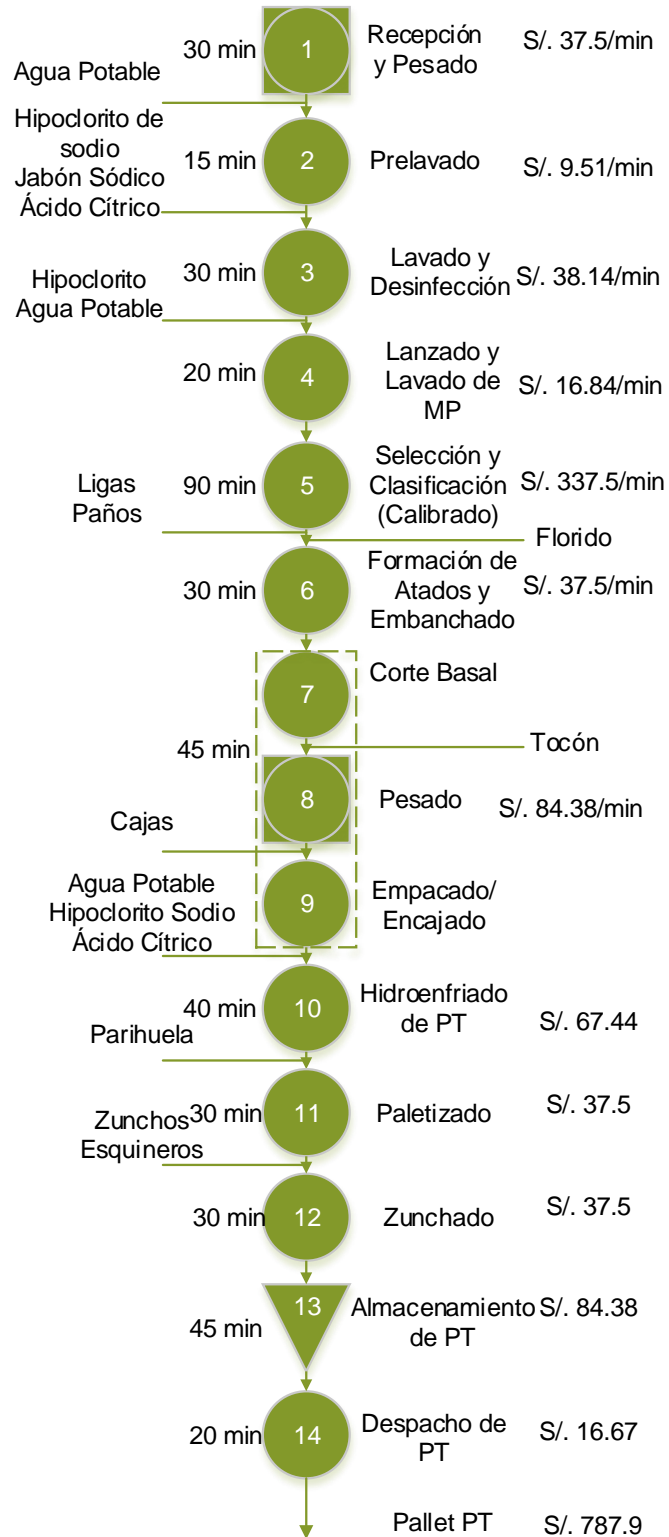 30 min
1
Recepción
y Pesado
S/. 37.5/min
Agua Potable
Hipoclorito de
sodio
Jabón Sódico
Ácido Cítrico
15 min
2
Prelavado
S/. 9.51/min
30 min
3
Lavado y
Desinfección
S/. 38.14/min
Hipoclorito
Agua Potable
20 min
4
Lanzado y
Lavado de
MP
S/. 16.84/min
90 min
5
Selección y
Clasificación
(Calibrado)
S/. 337.5/min
Ligas
Paños
Florido
30 min
6
Formación de
Atados y
Embanchado
S/. 37.5/min
7
Corte Basal
45 min
Tocón
8
Pesado
S/. 84.38/min
Cajas
9
Empacado/
Encajado
Agua Potable
Hipoclorito Sodio
Ácido Cítrico
40 min
10
Hidroenfriado
de PT
S/. 67.44
Parihuela
30 min
11
Paletizado
S/. 37.5
Zunchos
Esquineros
30 min
12
Zunchado
S/. 37.5
45 min
13
Almacenamiento
de PT
S/. 84.38
20 min
14
Despacho de
PT
S/. 16.67
Pallet PT
S/. 787.9